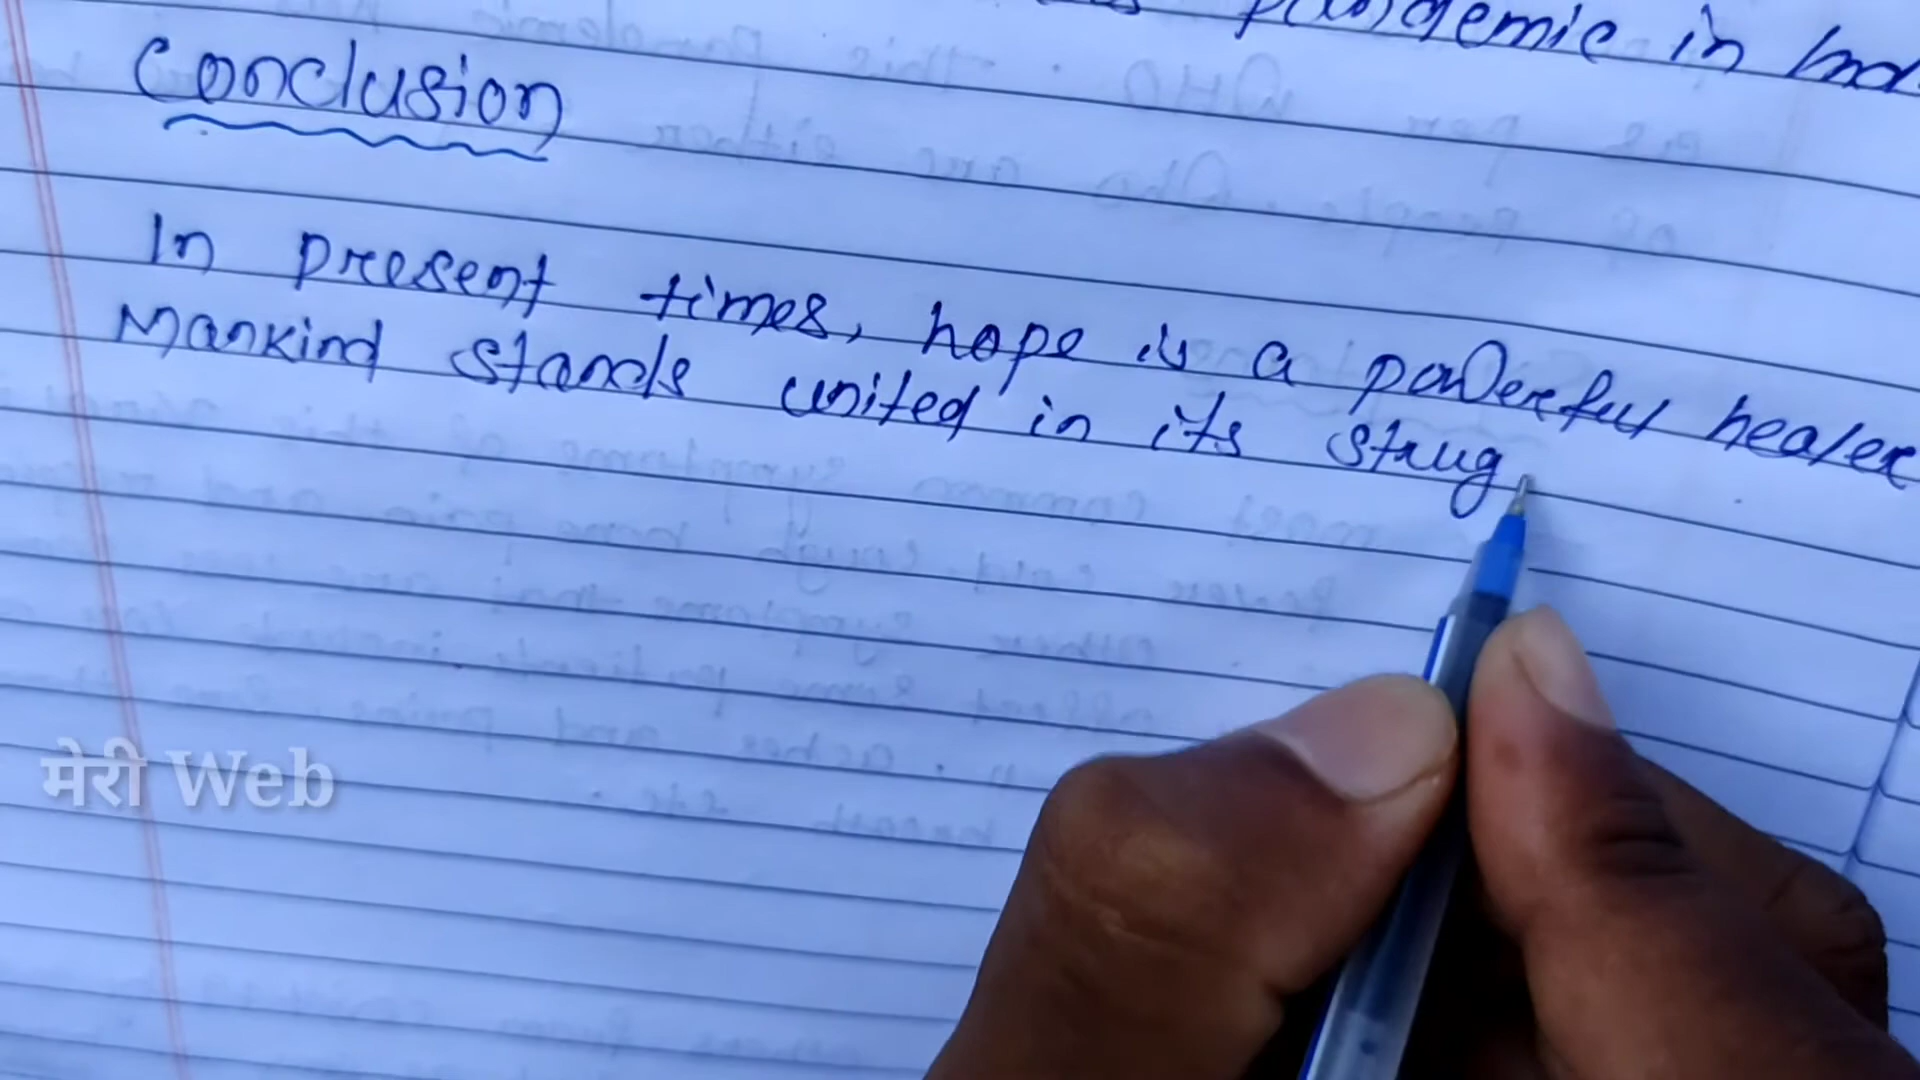 pandemic in Ind
Conclusion
In present times, hope is a powerful healer
Mankind stands united in its strug
मेरी Web